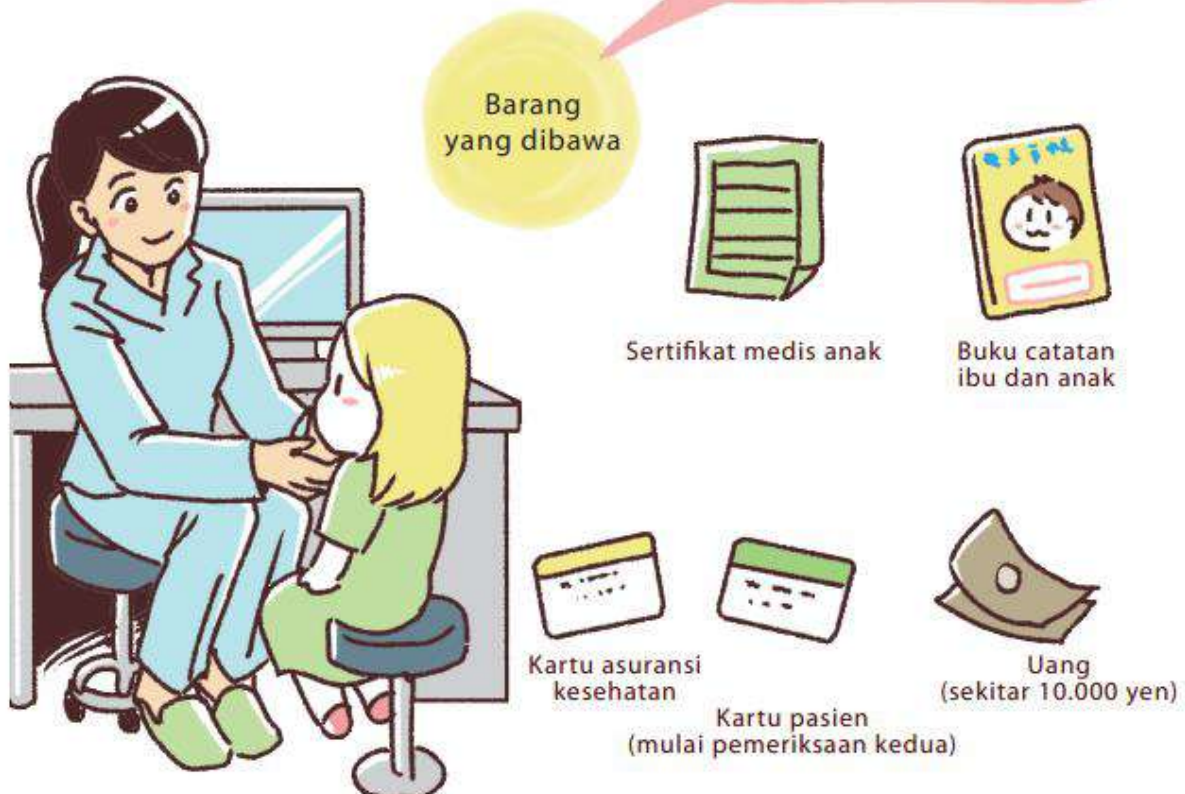 Barang
yang dibawa
Sertifikat medis anak
Buku catatan
ibu dan anak
Kartu asuransi
kesehatan
Kartu pasien
(mulai pemeriksaan kedua)
Uang
(sekitar 10.000 yen)